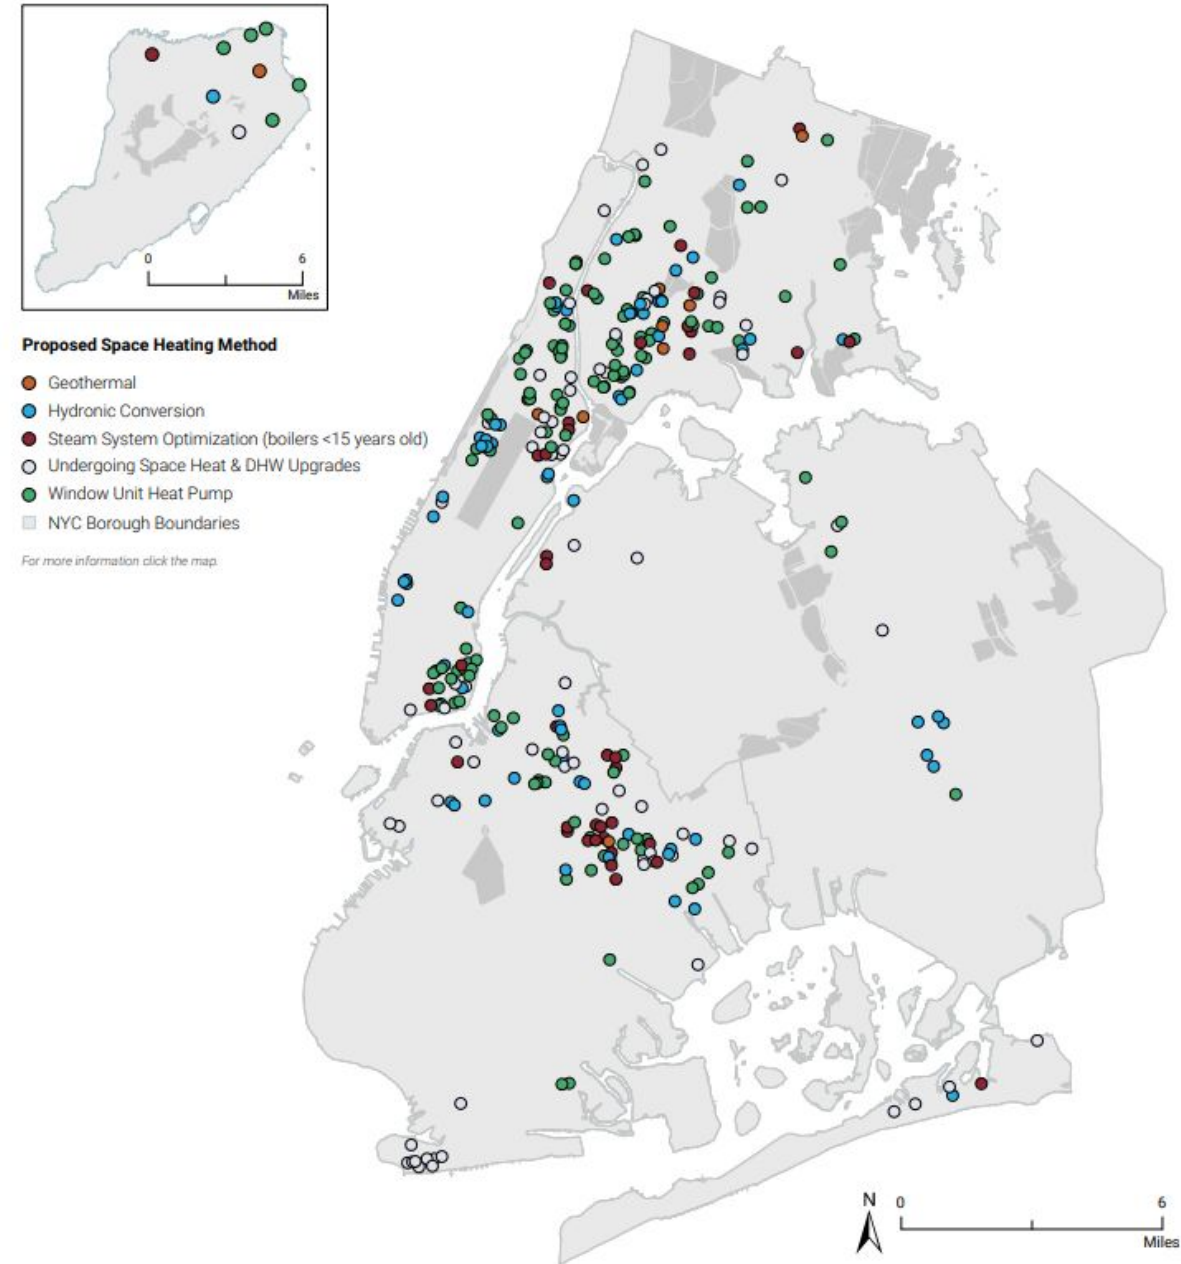 0
6
Miles
Proposed Space Heating Method
Geothermal
Hydronic Conversion
Steam System Optimization (boilers <15 years old)
Undergoing Space Heat & DHW Upgrades
Window Unit Heat Pump
NYC Borough Boundaries
For more information click the map.
N
0
6
Miles